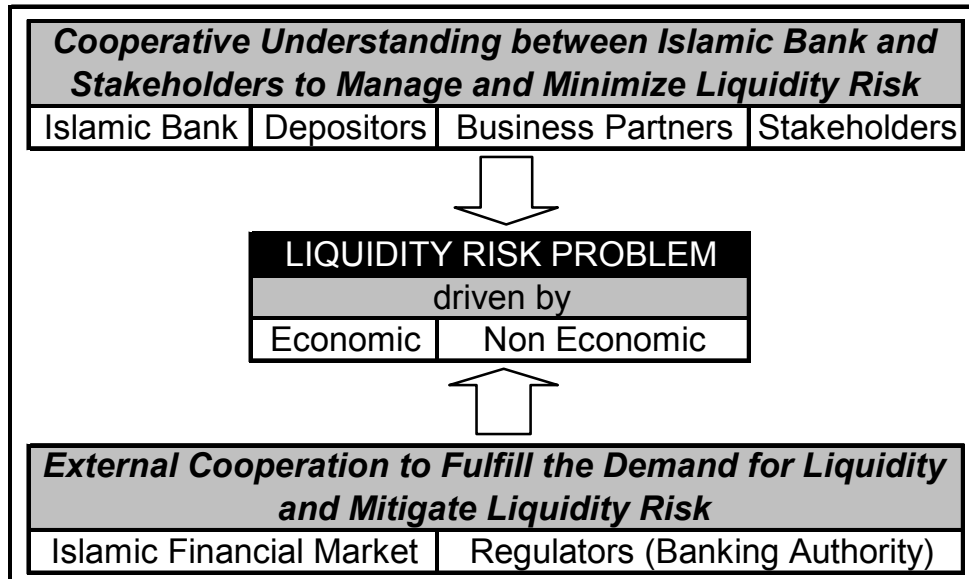 Cooperative Understanding between Islamic Bank and
Stakeholders to Manage and Minimize Liquidity Risk
Islamic Bank Depositors Business Partners Stakeholders
LIQUIDITY RISK PROBLEM
driven by
Economic Non Economic
External Cooperation to Fulfill the Demand for Liquidity
and Mitigate Liquidity Risk
Islamic Financial Market Regulators (Banking Authority)